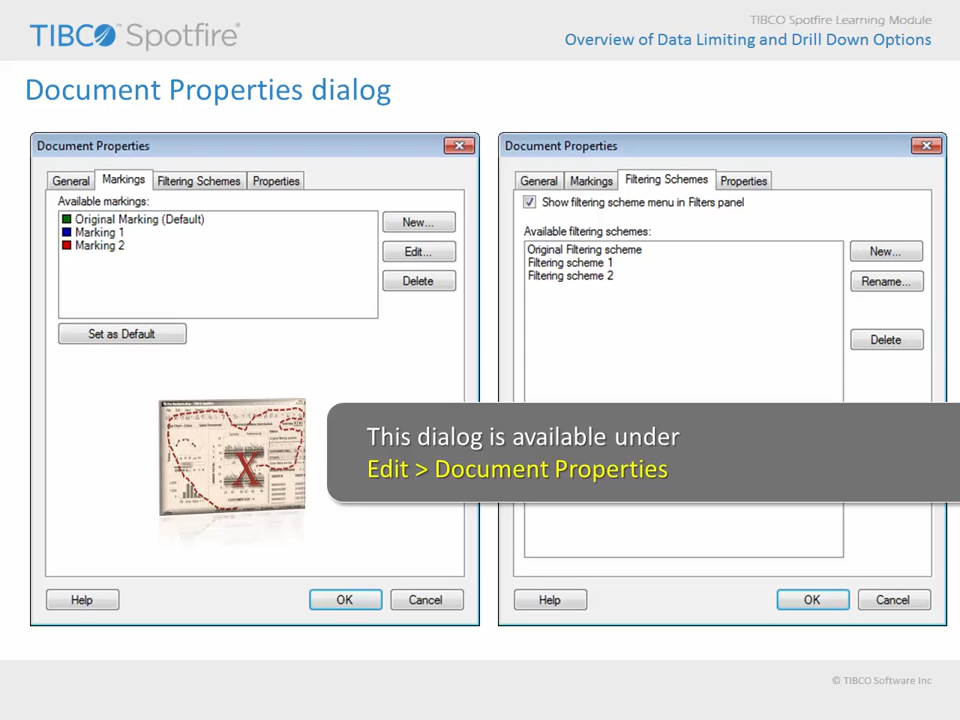 TIBCO™ Spotfire®
TIBCO Spotfire Learning Module
Overview of Data Limiting and Drill Down Options
Document Properties dialog
Document Properties
General
Markings
Filtering Schemes
Properties
Available markings:
Original Marking (Default)
Marking 1
Marking 2
New...
Edit...
Delete
Set as Default
X
Help
OK
Cancel
Document Properties
General
Markings
Filtering Schemes
Properties
Show filtering scheme menu in Filters panel
Available filtering schemes:
Original Filtering scheme
Filtering scheme 1
Filtering scheme 2
New...
Rename...
Delete
This dialog is available under
Edit > Document Properties
Help
OK
Cancel
© TIBCO Software Inc